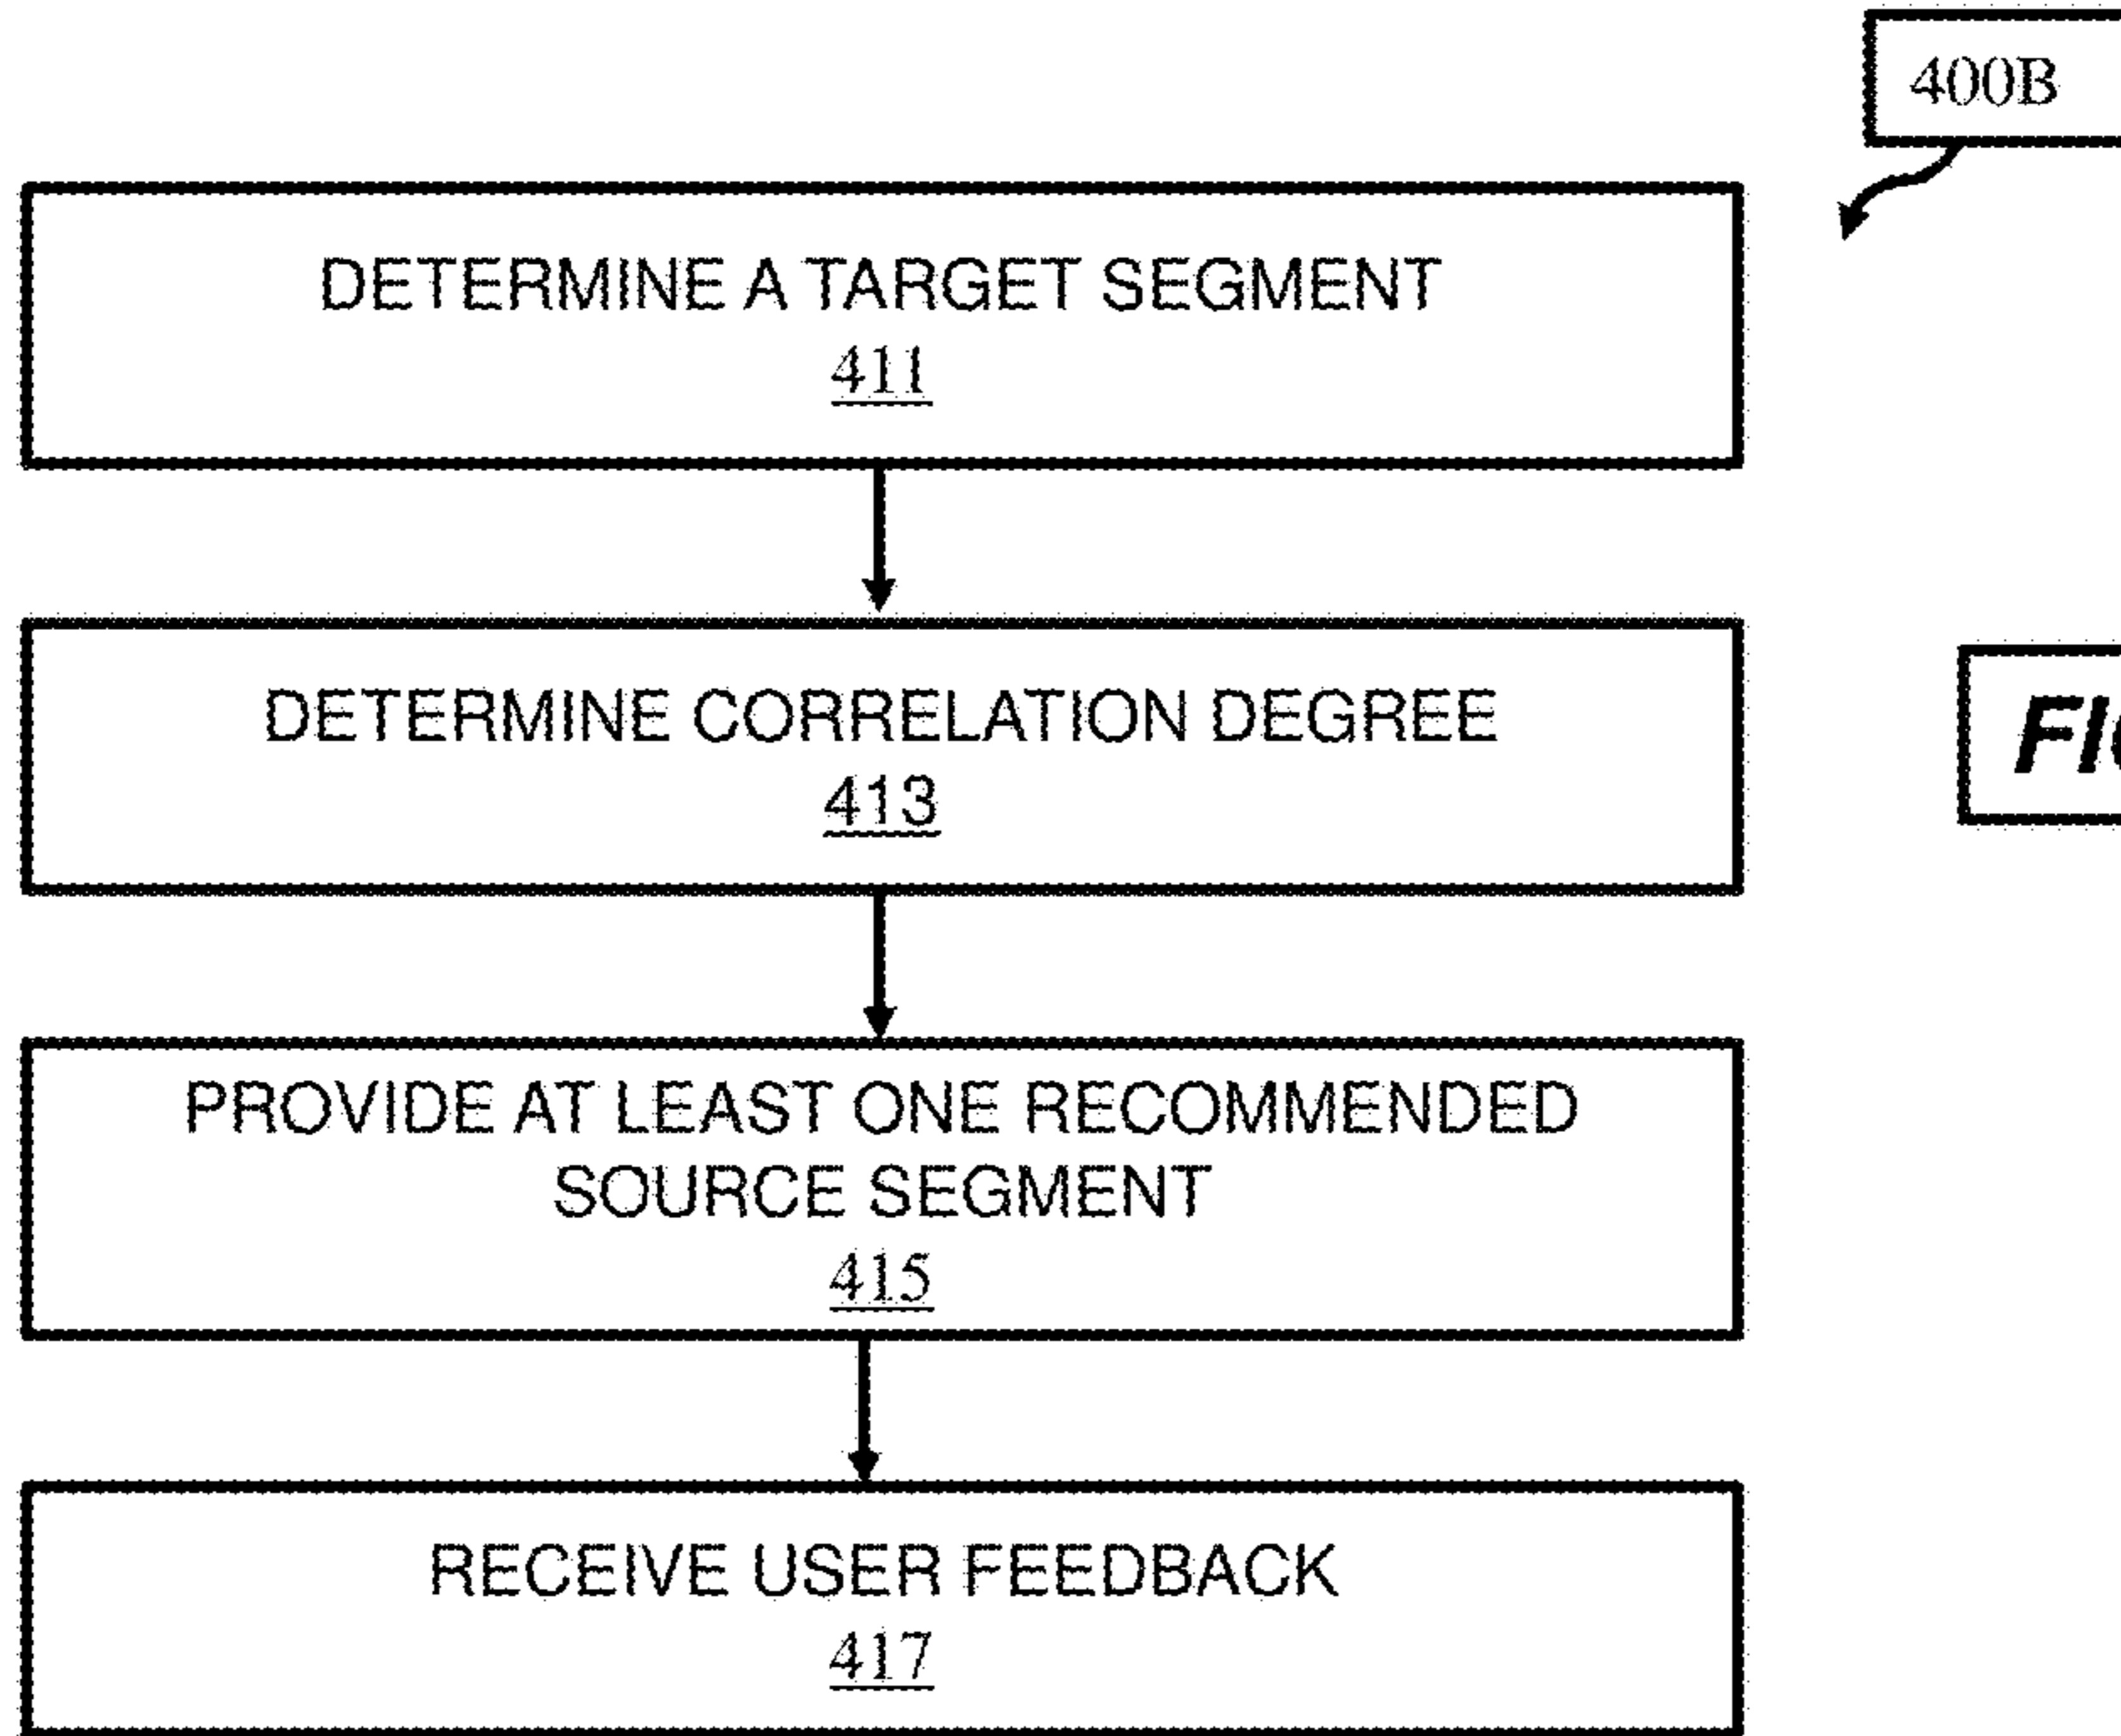 400B
DETERMINE A TARGET SEGMENT
411
DETERMINE CORRELATION DEGREE
413
PROVIDE AT LEAST ONE RECOMMENDED
SOURCE SEGMENT
415
RECEIVE USER FEEDBACK
417